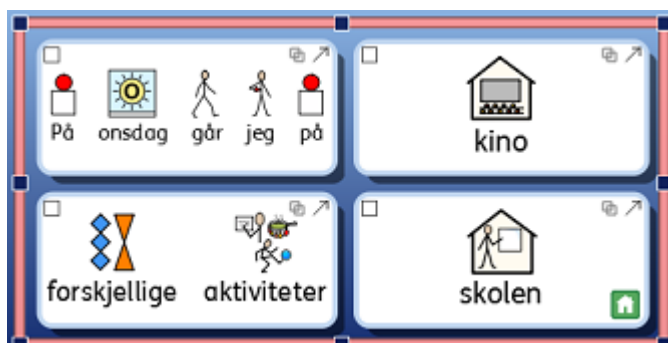 På onsdag går jeg på
kino
forskjellige aktiviteter
skolen